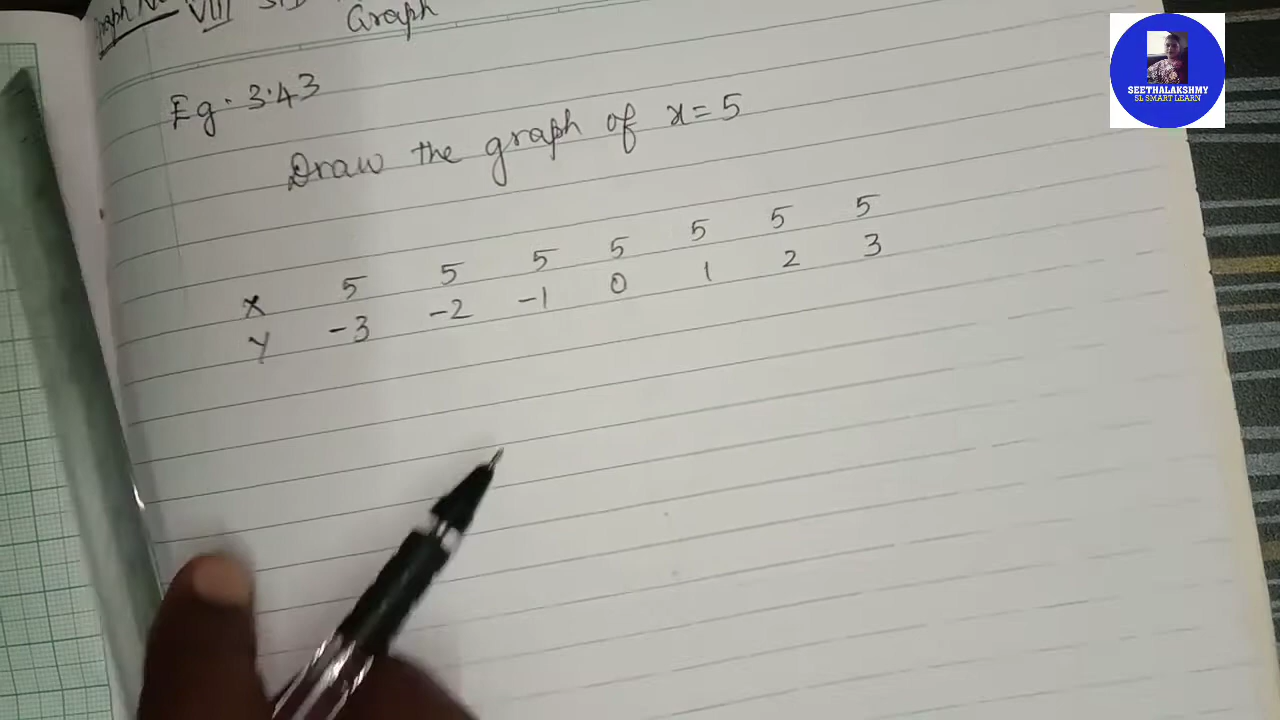 VIII
Graph
Eg. 3.43
Draw the graph of x = 5
x 5 5 5 5 5 5 5
y -3 -2 -1 0 1 2 3
SEETHALAKSHMY
SL SMART LEARN